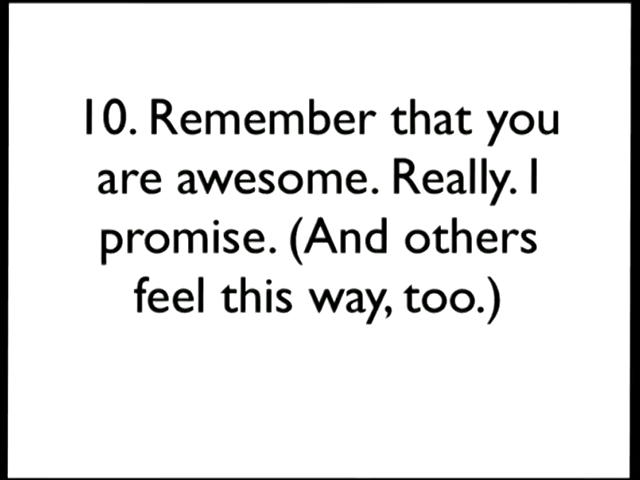 10. Remember that you
are awesome. Really. I
promise. (And others
feel this way, too.)